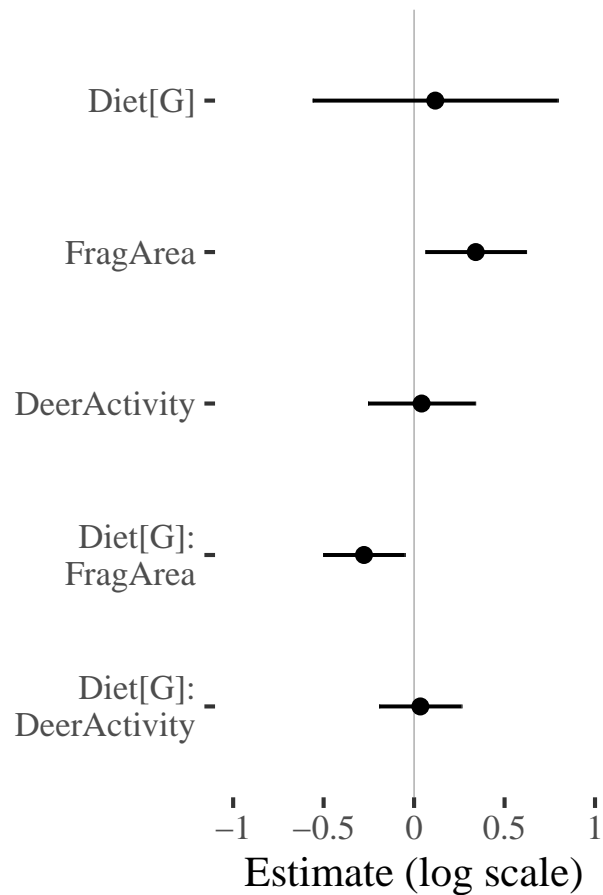 Diet[G]
FragArea
DeerActivity
Diet[G]:
FragArea
Diet[G]:
DeerActivity
−1 −0.5 0 0.5 1
Estimate (log scale)